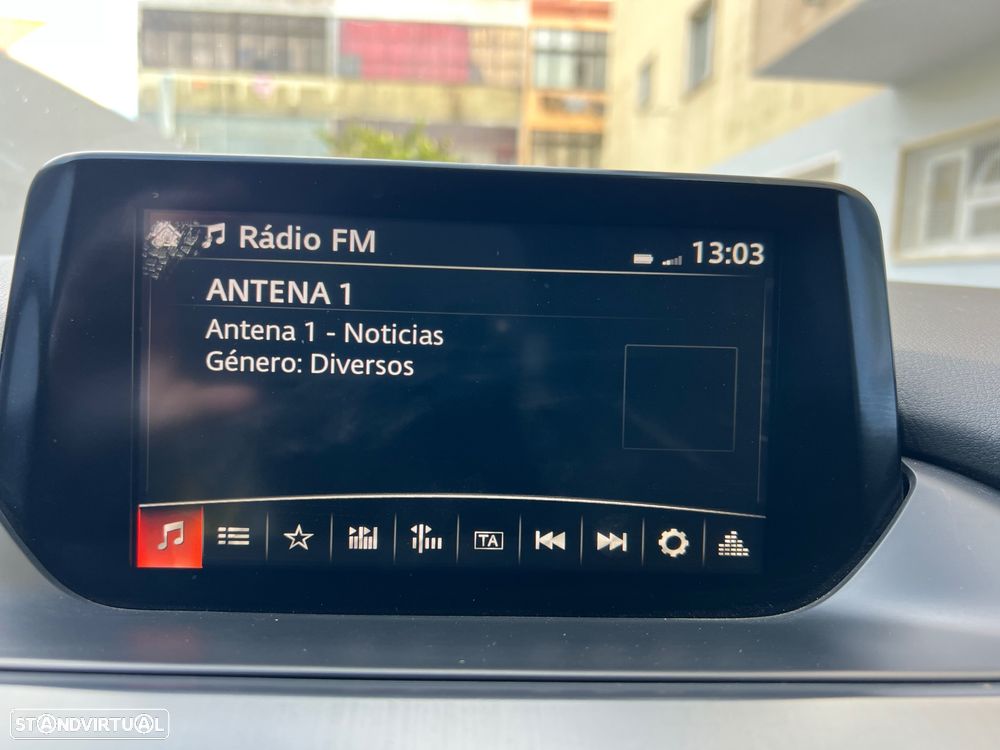 Rádio FM
13:03
ANTENA 1
Antena 1 - Noticias
Género: Diversos
TA
STANDVIRTUAL